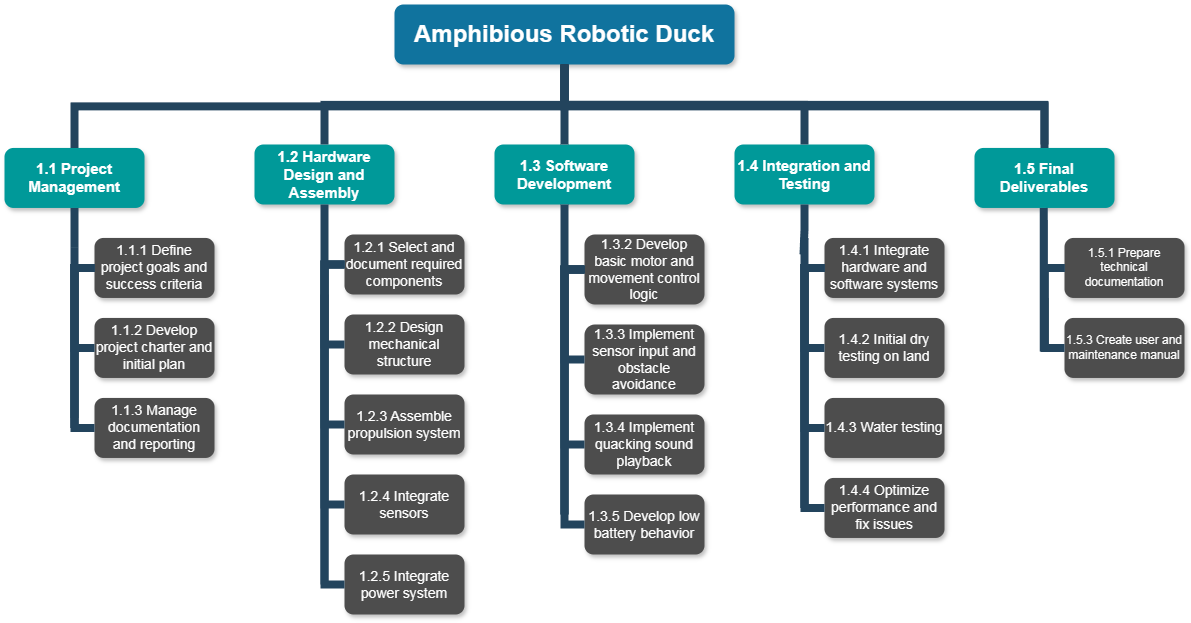 Amphibious Robotic Duck
1.1 Project
Management
1.1.1 Define
project goals and
success criteria
1.1.2 Develop
project charter and
initial plan
1.1.3 Manage
documentation
and reporting
1.2 Hardware
Design and
Assembly
1.2.1 Select and
document required
components
1.2.2 Design
mechanical
structure
1.2.3 Assemble
propulsion system
1.2.4 Integrate
sensors
1.2.5 Integrate
power system
1.3 Software
Development
1.3.2 Develop
basic motor and
movement control
logic
1.3.3 Implement
sensor input and
obstacle
avoidance
1.3.4 Implement
quacking sound
playback
1.3.5 Develop low
battery behavior
1.4 Integration and
Testing
1.4.1 Integrate
hardware and
software systems
1.4.2 Initial dry
testing on land
1.4.3 Water testing
1.4.4 Optimize
performance and
fix issues
1.5 Final
Deliverables
1.5.1 Prepare
technical
documentation
1.5.3 Create user and
maintenance manual